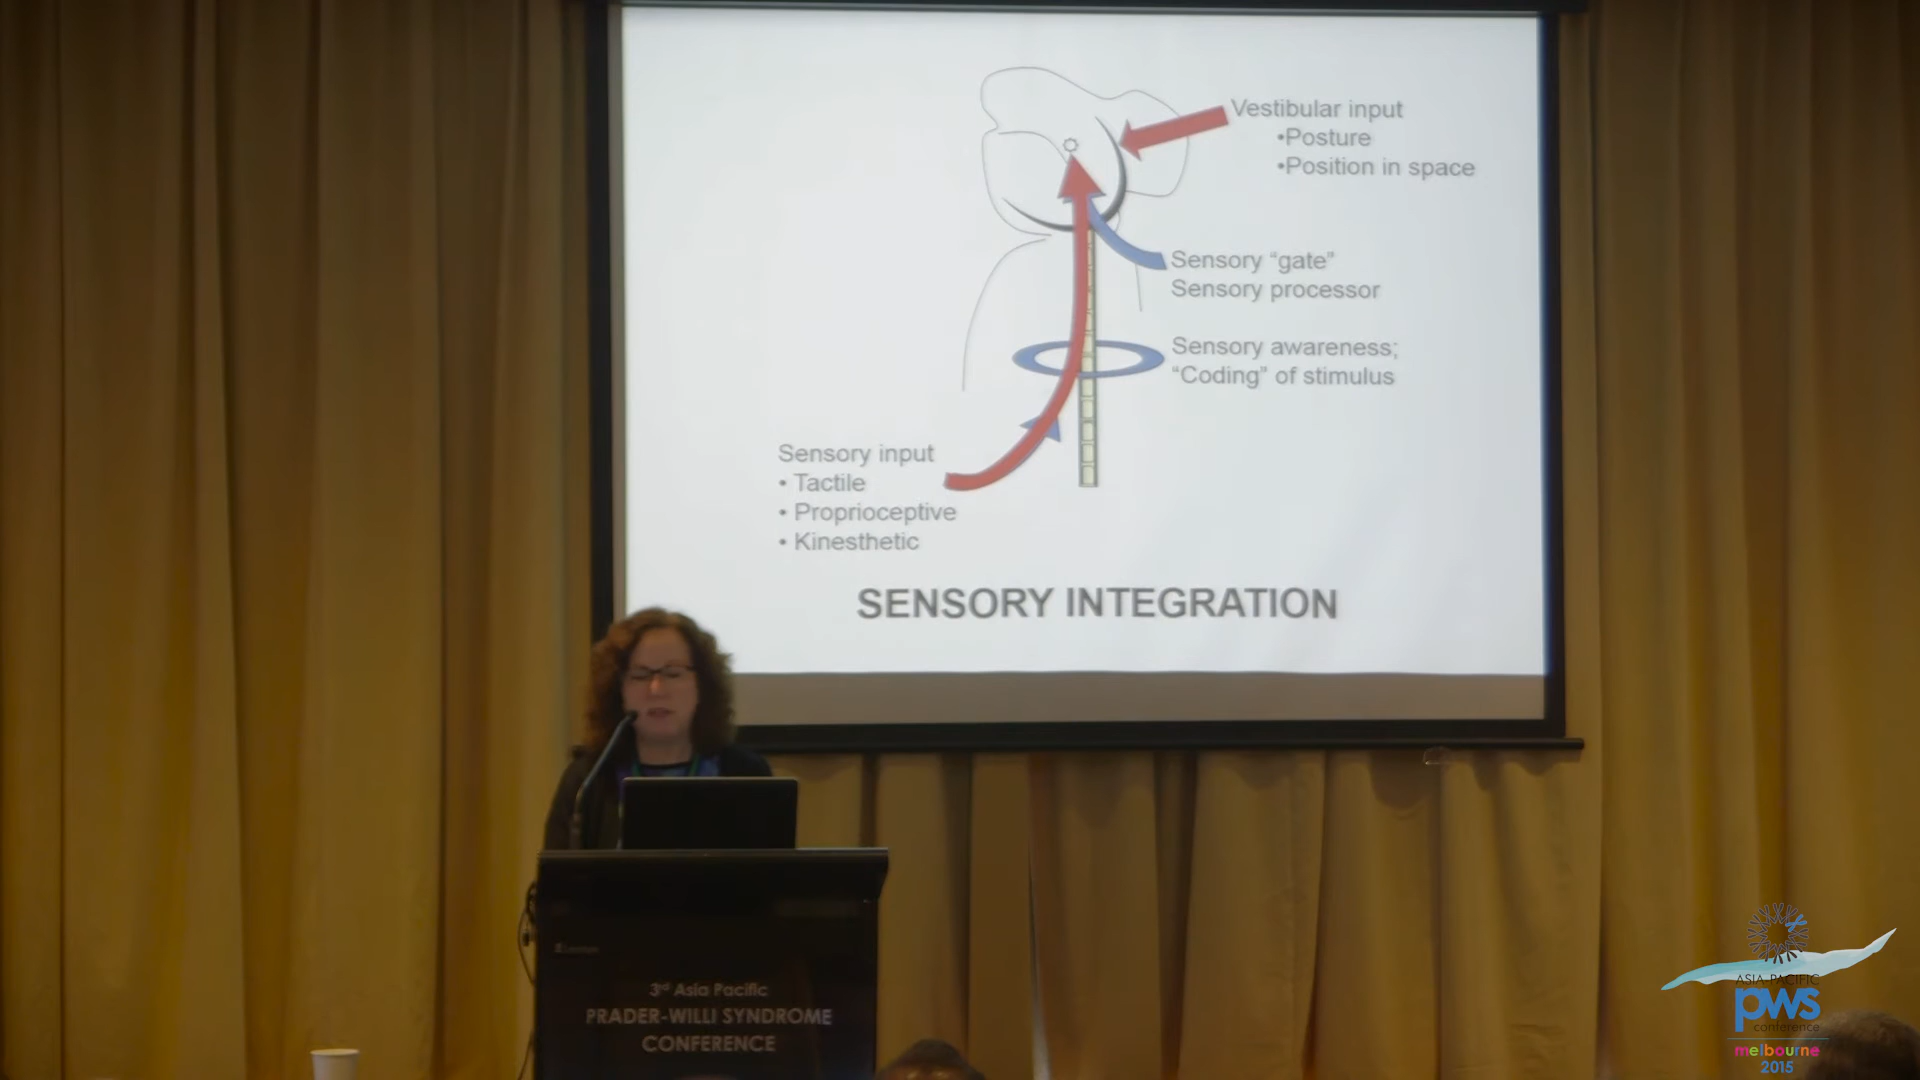 Vestibular input
•Posture
•Position in space
Sensory “gate”
Sensory processor
Sensory awareness;
“Coding” of stimulus
Sensory input
• Tactile
• Proprioceptive
• Kinesthetic
SENSORY INTEGRATION
3rd Asia Pacific
PRADER-WILLI SYNDROME
CONFERENCE
ASIA-PACIFIC
pws
conference
melbourne
2015